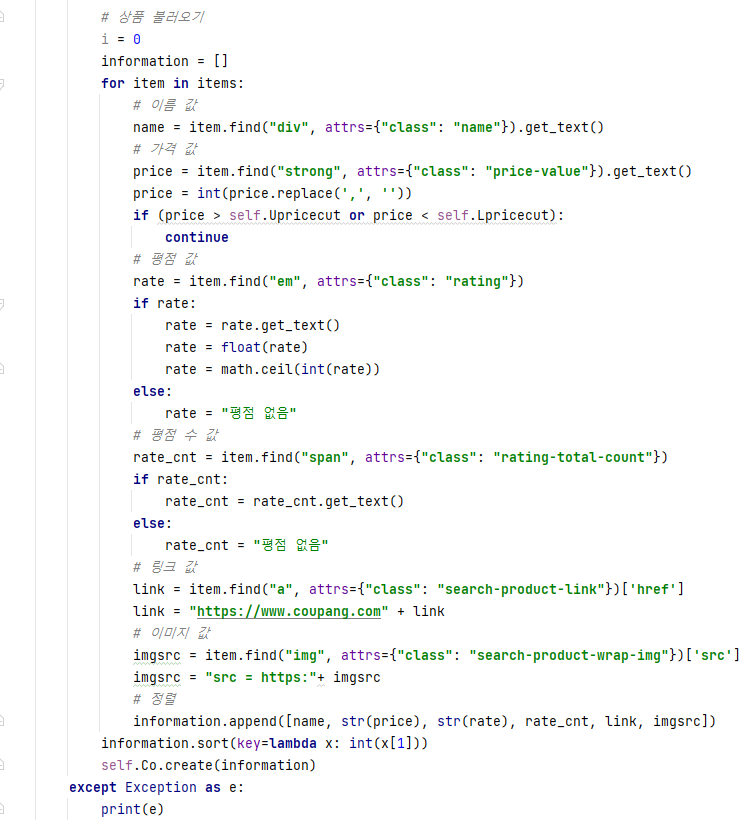 # 상품 불러오기
i = 0
information = []
for item in items:
# 이름 값
name = item.find("div", attrs={"class": "name"}).get_text()
# 가격 값
price = item.find("strong", attrs={"class": "price-value"}).get_text()
price = int(price.replace(',', ''))
if (price > self.Upricecut or price < self.Lpricecut):
continue
# 평점 값
rate = item.find("em", attrs={"class": "rating"})
if rate:
rate = rate.get_text()
rate = float(rate)
rate = math.ceil(int(rate))
else:
rate = "평점 없음"
# 평점 수 값
rate_cnt = item.find("span", attrs={"class": "rating-total-count"})
if rate_cnt:
rate_cnt = rate_cnt.get_text()
else:
rate_cnt = "평점 없음"
# 링크 값
link = item.find("a", attrs={"class": "search-product-link"})['href']
link = "https://www.coupang.com" + link
# 이미지 값
imgsrc = item.find("img", attrs={"class": "search-product-wrap-img"})['src']
imgsrc = "src = https:"+ imgsrc
# 정렬
information.append([name, str(price), str(rate), rate_cnt, link, imgsrc])
information.sort(key=lambda x: int(x[1]))
self.Co.create(information)
except Exception as e:
print(e)